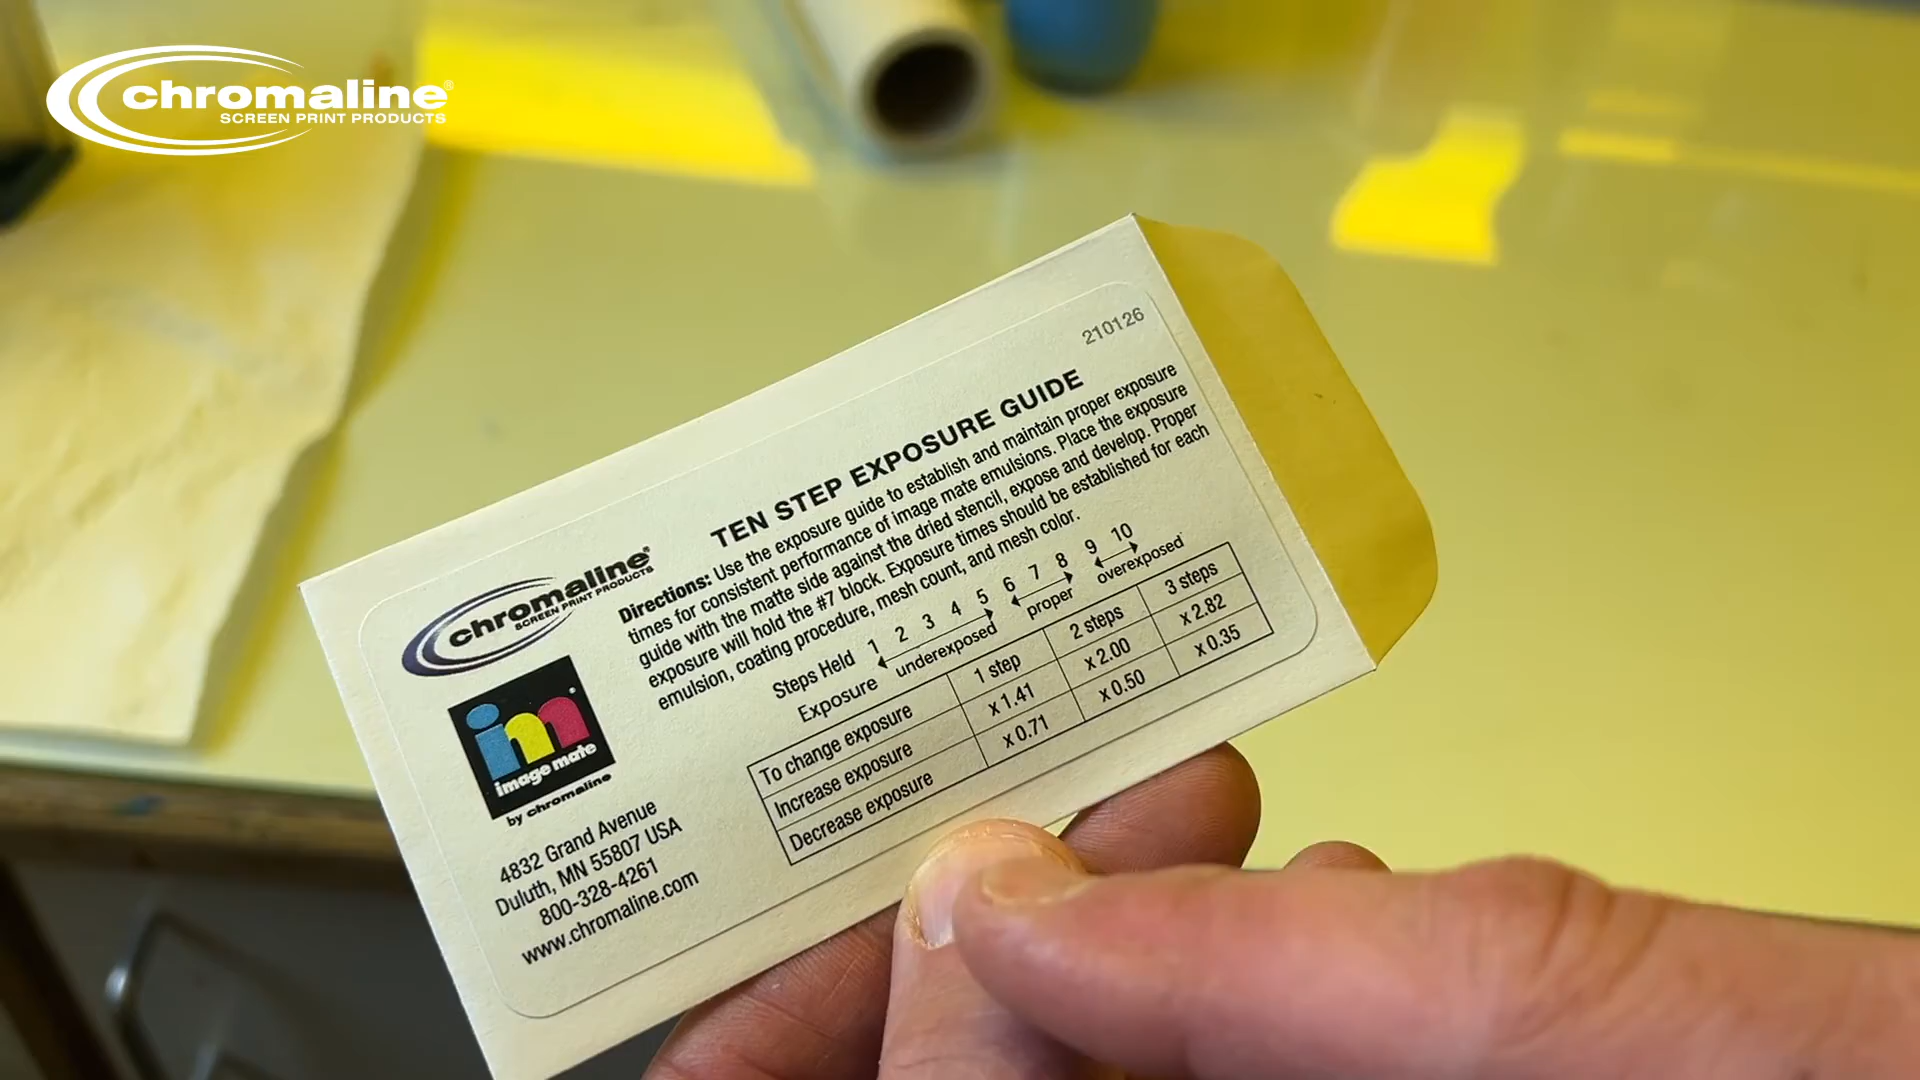 chromaline®
SCREEN PRINT PRODUCTS
210126
TEN STEP EXPOSURE GUIDE
Directions: Use the exposure guide to establish and maintain proper exposure
times for consistent performance of image mate emulsions. Place the exposure
guide with the matte side against the dried stencil, expose and develop. Proper
exposure will hold the #7 block. Exposure times should be established for each
emulsion, coating procedure, mesh count, and mesh color.
Steps Held 1 2 3 4 5 6 7 8 9 10
Exposure underexposed proper overexposed
To change exposure 1 step 2 steps 3 steps
Increase exposure x 1.41 x 2.00 x 2.82
Decrease exposure x 0.71 x 0.50 x 0.35
chromaline®
SCREEN PRINT PRODUCTS
im
image mate
by chromaline
4832 Grand Avenue
Duluth, MN 55807 USA
800-328-4261
www.chromaline.com